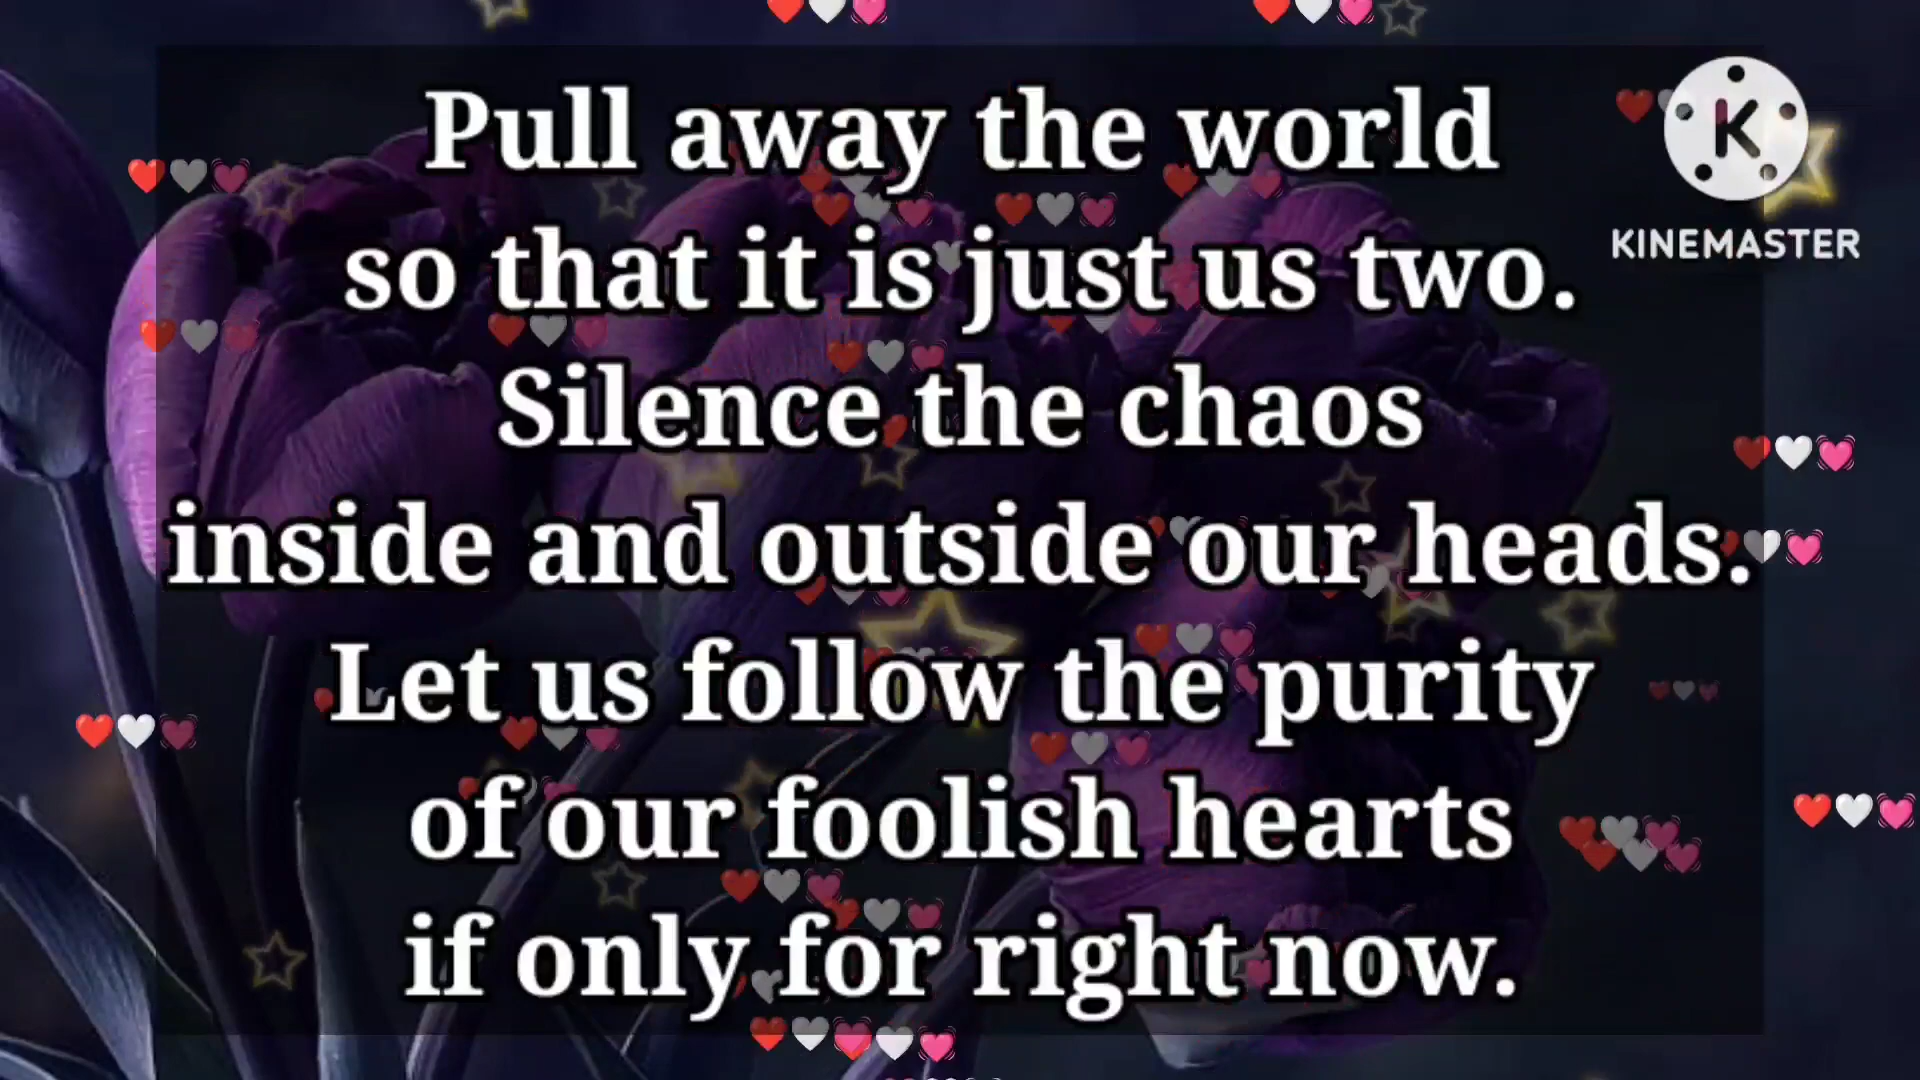 Pull away the world
so that it is just us two.
Silence the chaos
inside and outside our heads.
Let us follow the purity
of our foolish hearts
if only for right now.
K
KINEMASTER